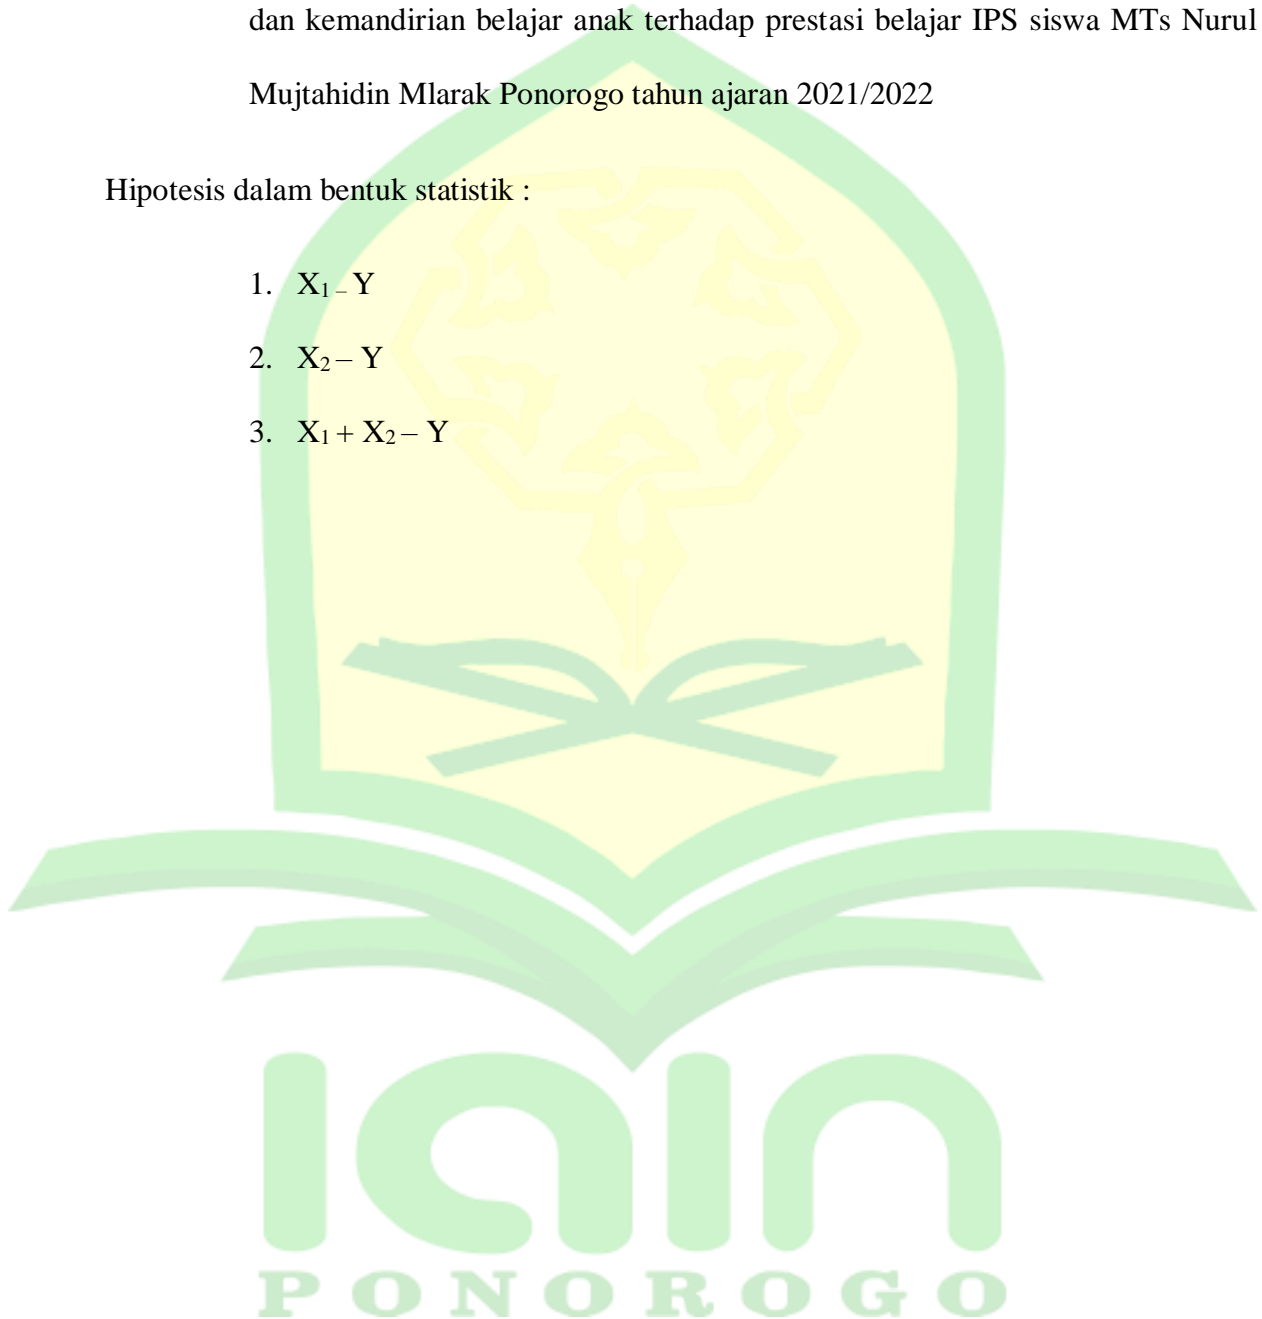 dan kemandirian belajar anak terhadap prestasi belajar IPS siswa MTs Nurul
Mujtahidin Mlarak Ponorogo tahun ajaran 2021/2022
Hipotesis dalam bentuk statistik :
1. X₁ – Y
2. X₂ – Y
3. X₁ + X₂ – Y
iain
PONOROGO